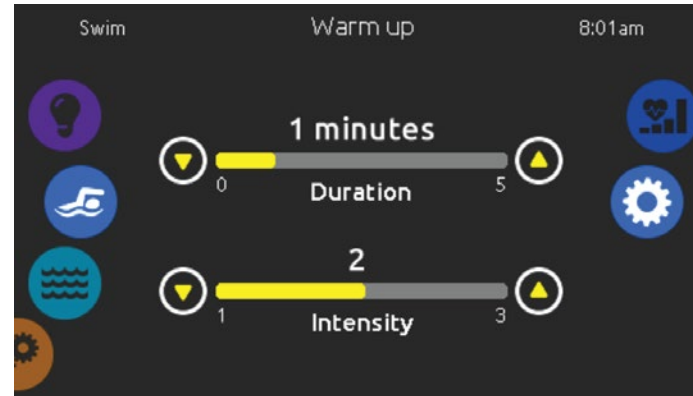 Swim Warm up 8:01am
1 minutes
0 Duration 5
2
1 Intensity 3